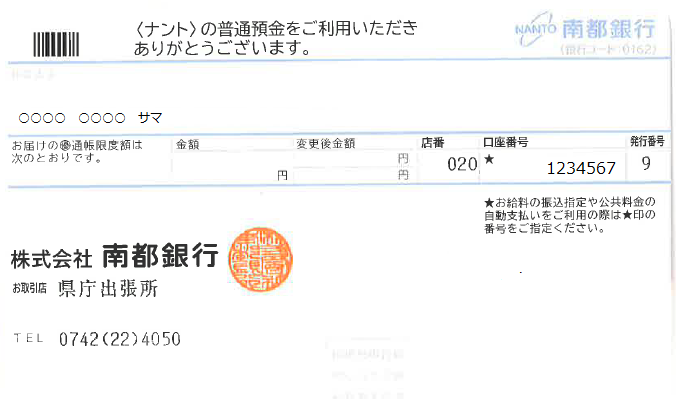 〈ナント〉の普通預金をご利用いただき
ありがとうございます。
NANTO 南都銀行
(銀行コード:0162)
○○○○ ○○○○ サマ
お届けの 通帳限度額は
次のとおりです。
金額
円
変更後金額
円
円
店番
020
口座番号
★ 1234567
発行番号
9
★お給料の振込指定や公共料金の
自動支払いをご利用の際は★印の
番号をご指定ください。
株式会社 南都銀行
お取引店 県庁出張所
TEL 0742(22)4050